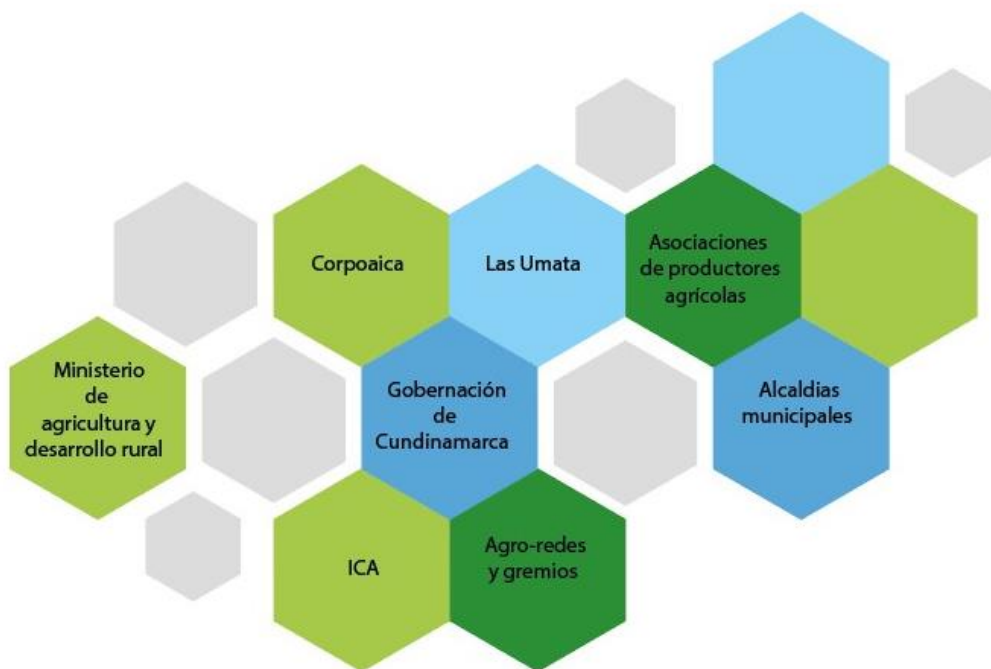 Corpoaica
Las Umata
Asociaciones
de productores
agrícolas
Ministerio
de
agricultura y
desarrollo rural
Gobernación
de
Cundinamarca
Alcaldias
municipales
ICA
Agro-redes
y gremios